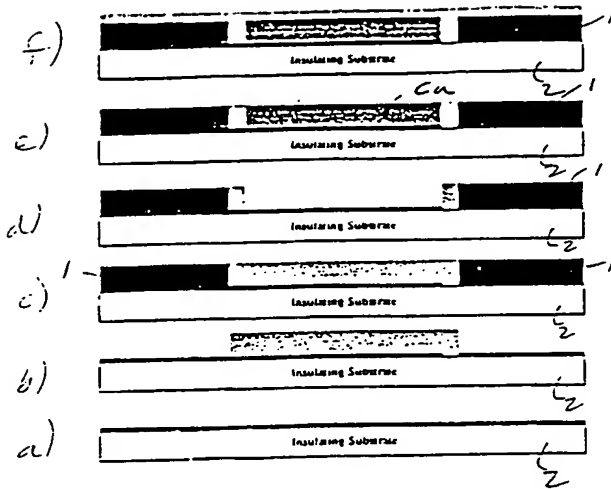 f) 1
Insulating Substrate
2
Cu
1
e)
Insulating Substrate
2
1
d)
Insulating Substrate
2
1 1
c)
Insulating Substrate
2
b)
Insulating Substrate
2
a)
Insulating Substrate
2